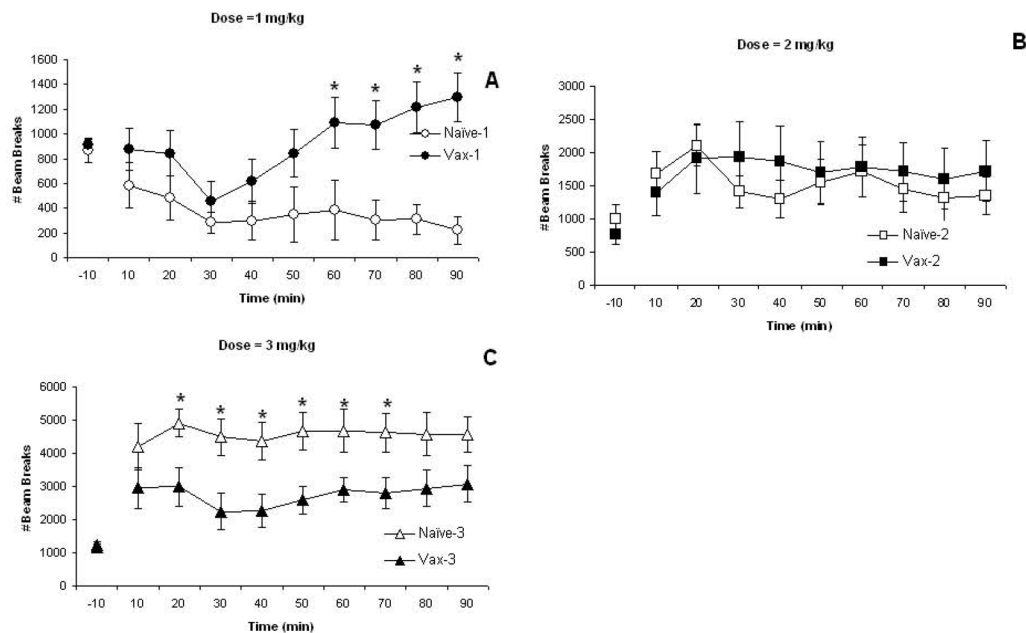 Dose =1 mg/kg
A
1600
1400
1200
1000
800
600
400
200
0
#Beam Breaks
* * * *
Naïve-1
Vax-1
-10 10 20 30 40 50 60 70 80 90
Time (min)
Dose = 2 mg/kg
B
3000
2500
2000
1500
1000
500
0
#Beam Breaks
Naïve-2
Vax-2
-10 10 20 30 40 50 60 70 80 90
Time (min)
Dose = 3 mg/kg
C
6000
5000
4000
3000
2000
1000
0
#Beam Breaks
* * * * * *
Naïve-3
Vax-3
-10 10 20 30 40 50 60 70 80 90
Time (min)